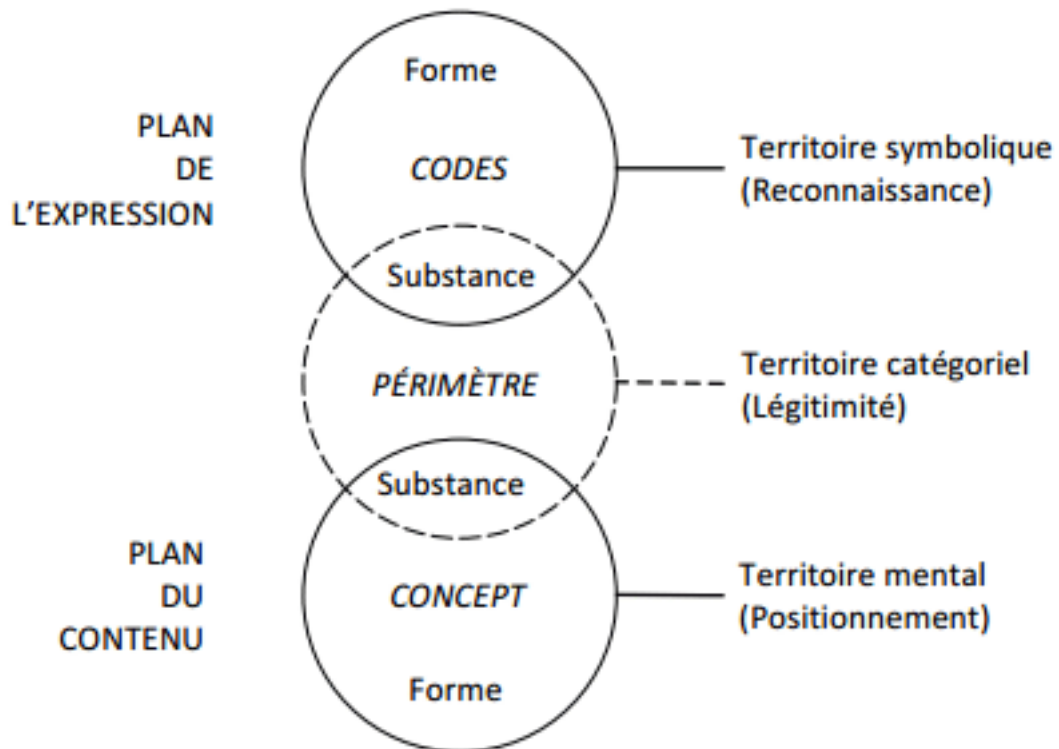 Forme
PLAN
DE
L'EXPRESSION
CODES
Territoire symbolique
(Reconnaissance)
Substance
PÉRIMÈTRE
Territoire catégoriel
(Légitimité)
Substance
PLAN
DU
CONTENU
CONCEPT
Territoire mental
(Positionnement)
Forme